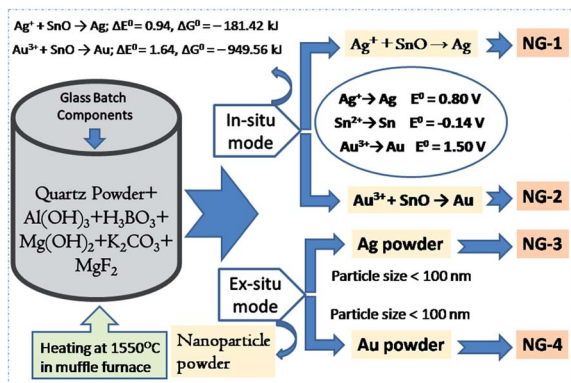 Ag⁺ + SnO → Ag; ΔE⁰ = 0.94, ΔG⁰ = – 181.42 kJ
Au³⁺ + SnO → Au; ΔE⁰ = 1.64, ΔG⁰ = -949.56 kJ
Glass Batch
Components
Quartz Powder+
Al(OH)₃+H₃BO₃+
Mg(OH)₂+K₂CO₃+
MgF₂
Heating at 1550⁰C
in muffle furnace
In-situ
mode
Ag⁺ + SnO → Ag
NG-1
Ag⁺→ Ag E⁰ = 0.80 V
Sn²⁺→ Sn E⁰ = -0.14 V
Au³⁺→ Au E⁰ = 1.50 V
Au³⁺ + SnO → Au
NG-2
Ex-situ
mode
Nanoparticle
powder
Ag powder
NG-3
Particle size < 100 nm
Particle size < 100 nm
Au powder
NG-4